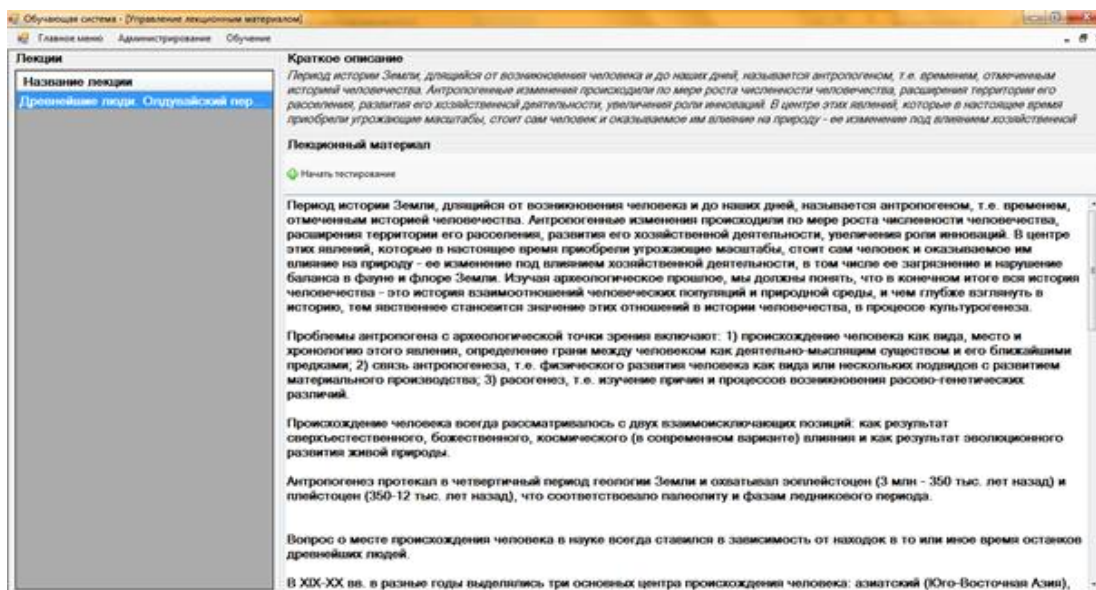 Обучающая система - [Управление лекционным материалом]
Главное меню Администрирование Обучение
Лекции
Название лекции
Древнейшие люди. Олдувайский пер...
Краткое описание
Период истории Земли, длящийся от возникновения человека и до наших дней, называется антропогеном, т.е. временем, отмеченным
историей человечества. Антропогенные изменения происходили по мере роста численности человечества, расширения территории его
расселения, развития его хозяйственной деятельности, увеличения роли инноваций. В центре этих явлений, которые в настоящее время
приобрели угрожающие масштабы, стоит сам человек и оказываемое им влияние на природу - ее изменение под влиянием хозяйственной
Лекционный материал
Начать тестирование
Период истории Земли, длящийся от возникновения человека и до наших дней, называется антропогеном, т.е. временем,
отмеченным историей человечества. Антропогенные изменения происходили по мере роста численности человечества,
расширения территории его расселения, развития его хозяйственной деятельности, увеличения роли инноваций. В центре
этих явлений, которые в настоящее время приобрели угрожающие масштабы, стоит сам человек и оказываемое им
влияние на природу - ее изменение под влиянием хозяйственной деятельности, в том числе ее загрязнение и нарушение
баланса в фауне и флоре Земли. Изучая археологическое прошлое, мы должны понять, что в конечном итоге вся история
человечества - это история взаимоотношений человеческих популяций и природной среды, и чем глубже взглянуть в
историю, тем явственнее становится значение этих отношений в истории человечества, в процессе культурогенеза.
Проблемы антропогена с археологической точки зрения включают: 1) происхождение человека как вида, место и
хронологию этого явления, определение грани между человеком как деятельно-мыслящим существом и его ближайшими
предками; 2) связь антропогенеза, т.е. физического развития человека как вида или нескольких подвидов с развитием
материального производства; 3) расогенез, т.е. изучение причин и процессов возникновения расово-генетических
различий.
Происхождение человека всегда рассматривалось с двух взаимоисключающих позиций: как результат
сверхъестественного, божественного, космического (в современном варианте) влияния и как результат эволюционного
развития живой природы.
Антропогенез протекал в четвертичный период геологии Земли и охватывал эоплейстоцен (3 млн - 350 тыс. лет назад) и
плейстоцен (350-12 тыс. лет назад), что соответствовало палеолиту и фазам ледникового периода.
Вопрос о месте происхождения человека в науке всегда ставился в зависимость от находок в то или иное время останков
древнейших людей.
В XIX-XX вв. в разные годы выделялись три основных центра происхождения человека: азиатский (Юго-Восточная Азия),